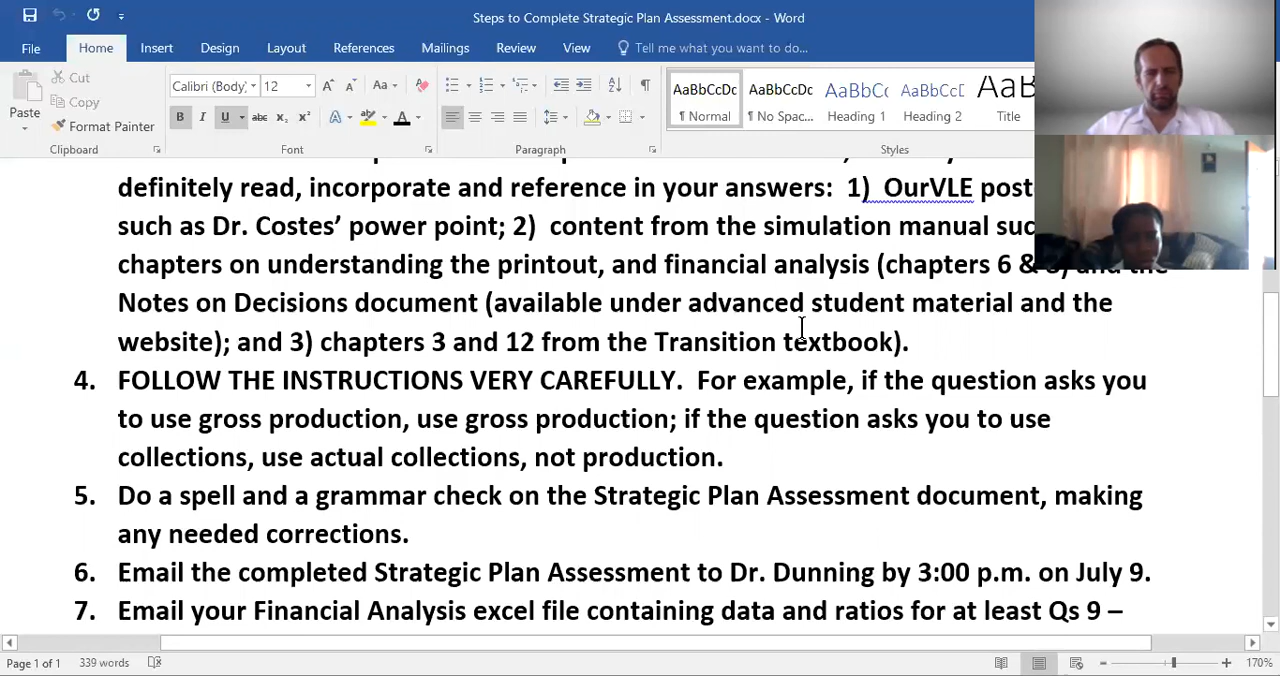 Steps to Complete Strategic Plan Assessment.docx - Word
File Home Insert Design Layout References Mailings Review View Tell me what you want to do...
Paste
Cut
Copy
Format Painter
Clipboard
Calibri (Body) 12
B I U abc X₂ X²
Font
Paragraph
AaBbCcDc AaBbCcDc AaBbCc AaBbCcD AaB
¶ Normal ¶ No Spac... Heading 1 Heading 2 Title
Styles
definitely read, incorporate and reference in your answers: 1) OurVLE post
such as Dr. Costes’ power point; 2) content from the simulation manual suc
chapters on understanding the printout, and financial analysis (chapters 6 & and the
Notes on Decisions document (available under advanced student material and the
website); and 3) chapters 3 and 12 from the Transition textbook).
4. FOLLOW THE INSTRUCTIONS VERY CAREFULLY. For example, if the question asks you
to use gross production, use gross production; if the question asks you to use
collections, use actual collections, not production.
5. Do a spell and a grammar check on the Strategic Plan Assessment document, making
any needed corrections.
6. Email the completed Strategic Plan Assessment to Dr. Dunning by 3:00 p.m. on July 9.
7. Email your Financial Analysis excel file containing data and ratios for at least Qs 9 –
Page 1 of 1 339 words 170%